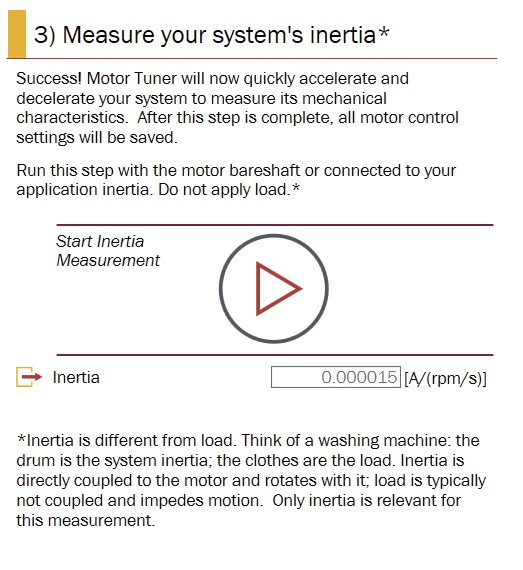 3) Measure your system's inertia*
Success! Motor Tuner will now quickly accelerate and
decelerate your system to measure its mechanical
characteristics.  After this step is complete, all motor control
settings will be saved.
Run this step with the motor bareshaft or connected to your
application inertia. Do not apply load.*
Start Inertia
Measurement
Inertia 0.000015 [A/(rpm/s)]
*Inertia is different from load. Think of a washing machine: the
drum is the system inertia; the clothes are the load. Inertia is
directly coupled to the motor and rotates with it; load is typically
not coupled and impedes motion.  Only inertia is relevant for
this measurement.